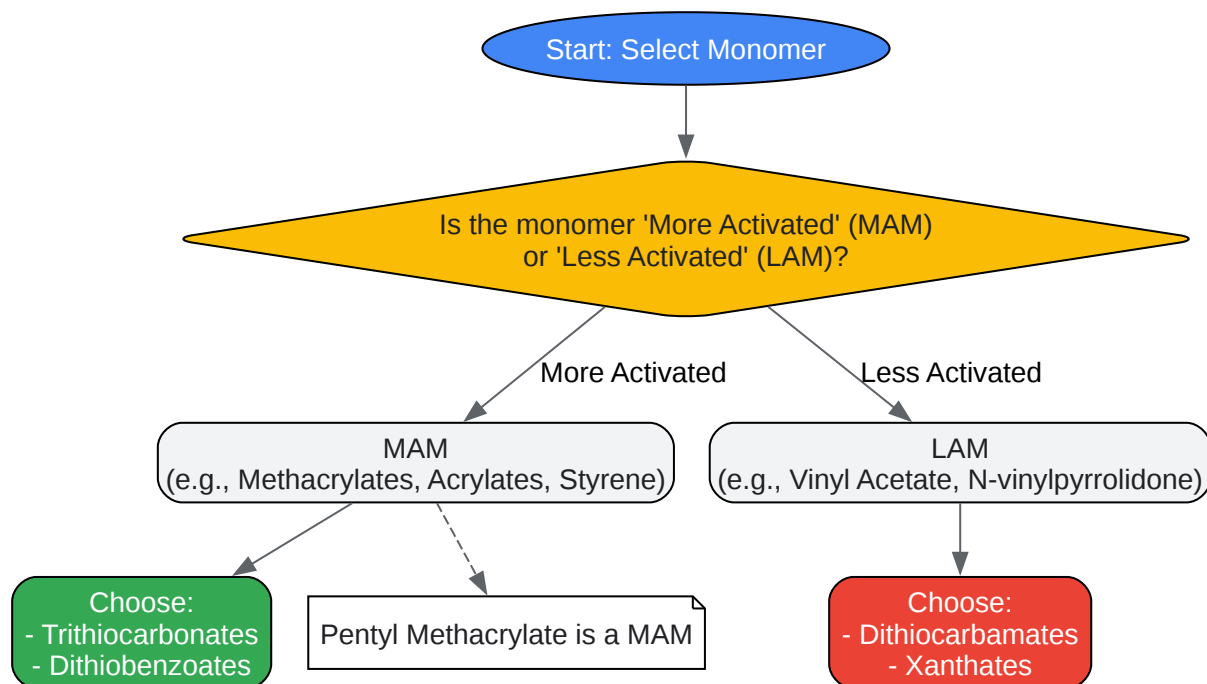 Start: Select Monomer
Is the monomer 'More Activated' (MAM)
or 'Less Activated' (LAM)?
More Activated
Less Activated
MAM
(e.g., Methacrylates, Acrylates, Styrene)
LAM
(e.g., Vinyl Acetate, N-vinylpyrrolidone)
Choose:
- Trithiocarbonates
- Dithiobenzoates
Pentyl Methacrylate is a MAM
Choose:
- Dithiocarbamates
- Xanthates